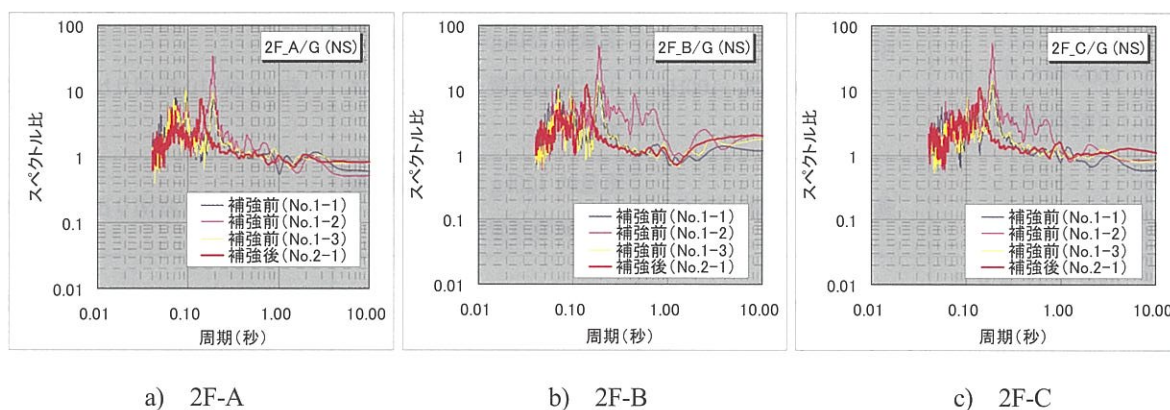 100
10
1
0.1
0.01
スペクトル比
2F_A/G (NS)
補強前(No.1-1)
補強前(No.1-2)
補強前(No.1-3)
補強後(No.2-1)
0.01 0.10 1.00 10.00
周期(秒)
a) 2F-A
100
10
1
0.1
0.01
スペクトル比
2F_B/G (NS)
補強前(No.1-1)
補強前(No.1-2)
補強前(No.1-3)
補強後(No.2-1)
0.01 0.10 1.00 10.00
周期(秒)
b) 2F-B
100
10
1
0.1
0.01
スペクトル比
2F_C/G (NS)
補強前(No.1-1)
補強前(No.1-2)
補強前(No.1-3)
補強後(No.2-1)
0.01 0.10 1.00 10.00
周期(秒)
c) 2F-C